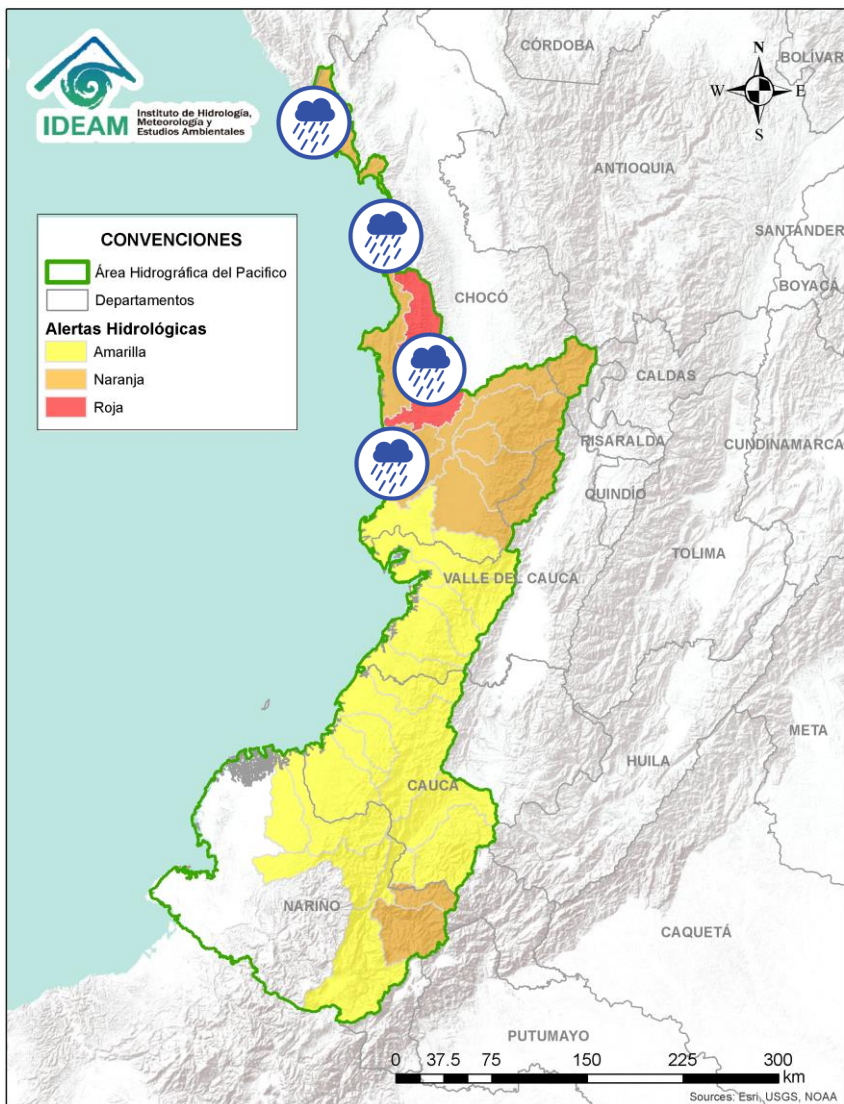 IDEAM
Instituto de Hidrología,
Meteorología y
Estudios Ambientales
CÓRDOBA
BOLÍVAR
N
W
E
S
ANTIOQUIA
SANTANDER
BOYACÁ
CONVENCIONES
Área Hidrográfica del Pacifico
Departamentos
Alertas Hidrológicas
Amarilla
Naranja
Roja
CHOCÓ
CALDAS
RISARALDA
CUNDINAMARCA
QUINDÍO
TOLIMA
VALLE DEL CAUCA
META
HUILA
CAUCA
NARIÑO
CAQUETÁ
PUTUMAYO
0 37.5 75 150 225 300
km
Sources: Esri, USGS, NOAA